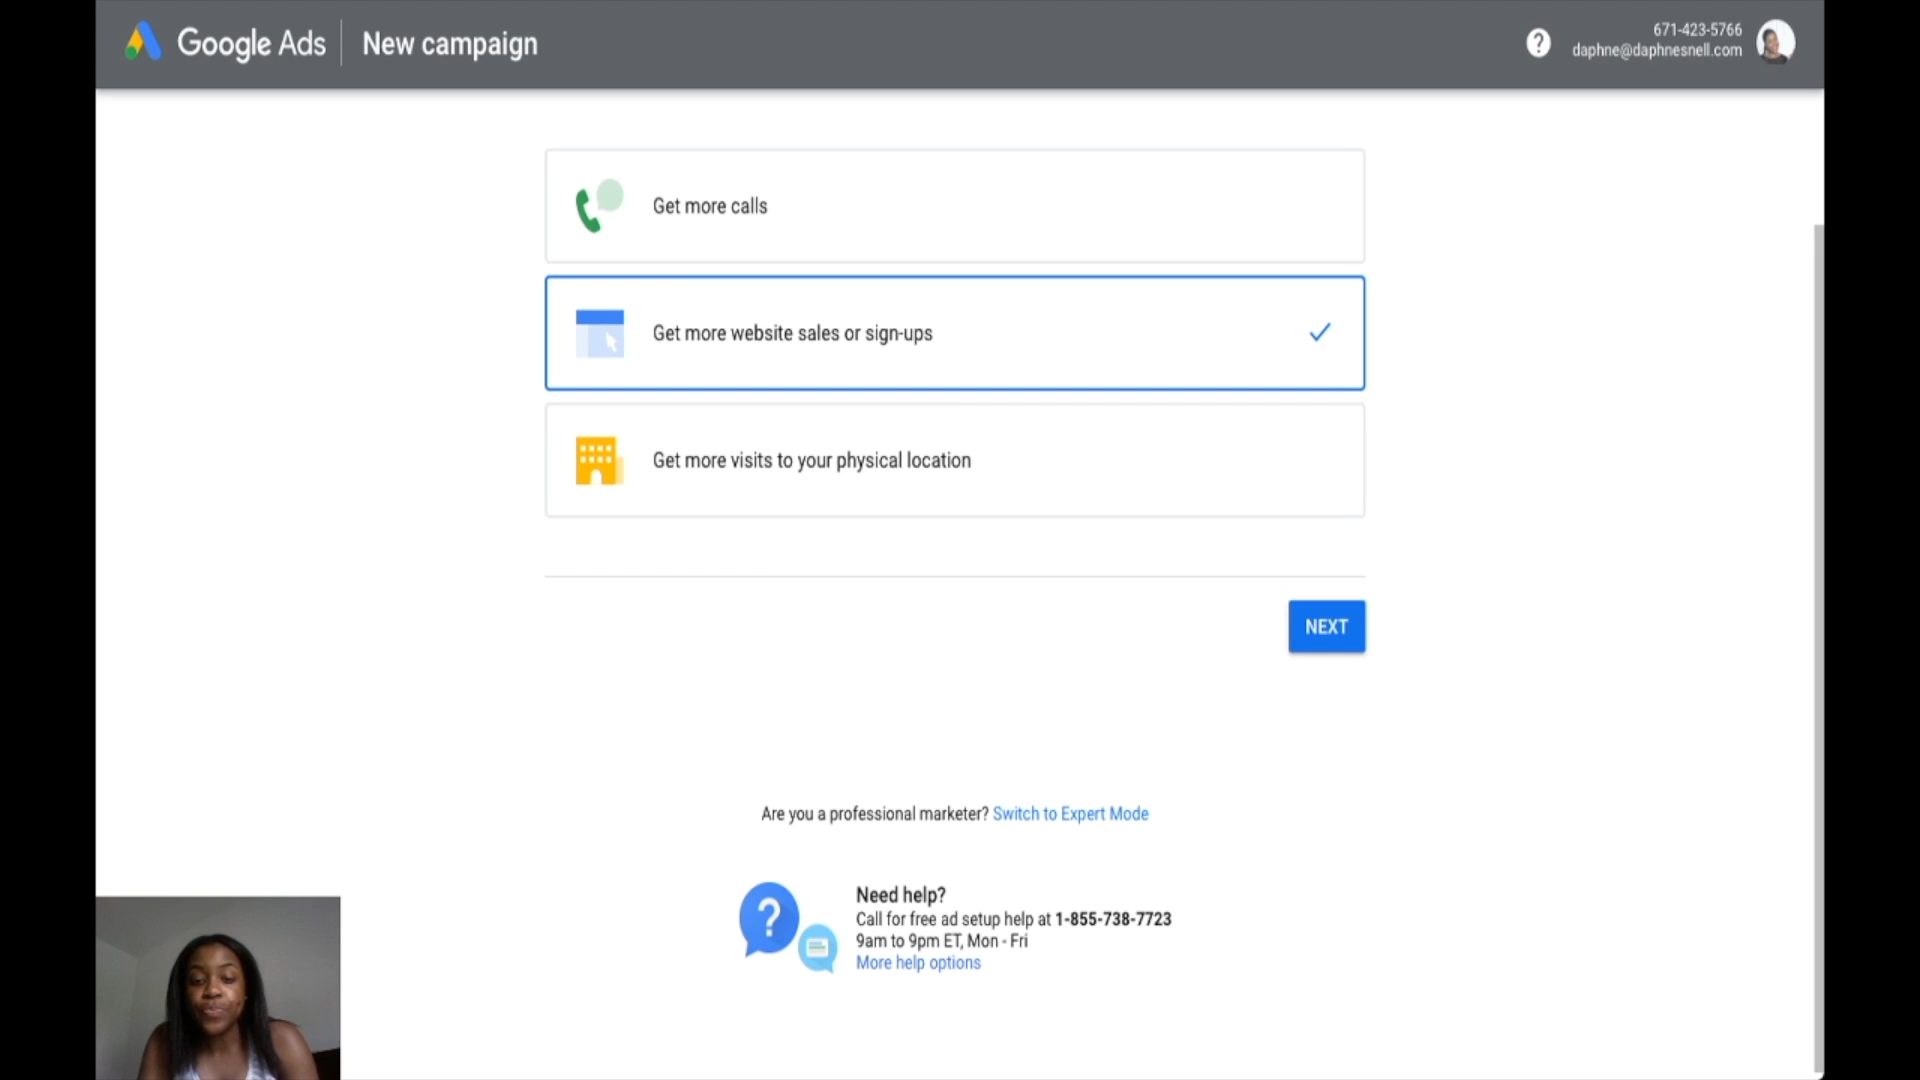 Google Ads
New campaign
?
671-423-5766
daphne@daphnesnell.com
Get more calls
Get more website sales or sign-ups
Get more visits to your physical location
NEXT
Are you a professional marketer? Switch to Expert Mode
?
Need help?
Call for free ad setup help at 1-855-738-7723
9am to 9pm ET, Mon - Fri
More help options